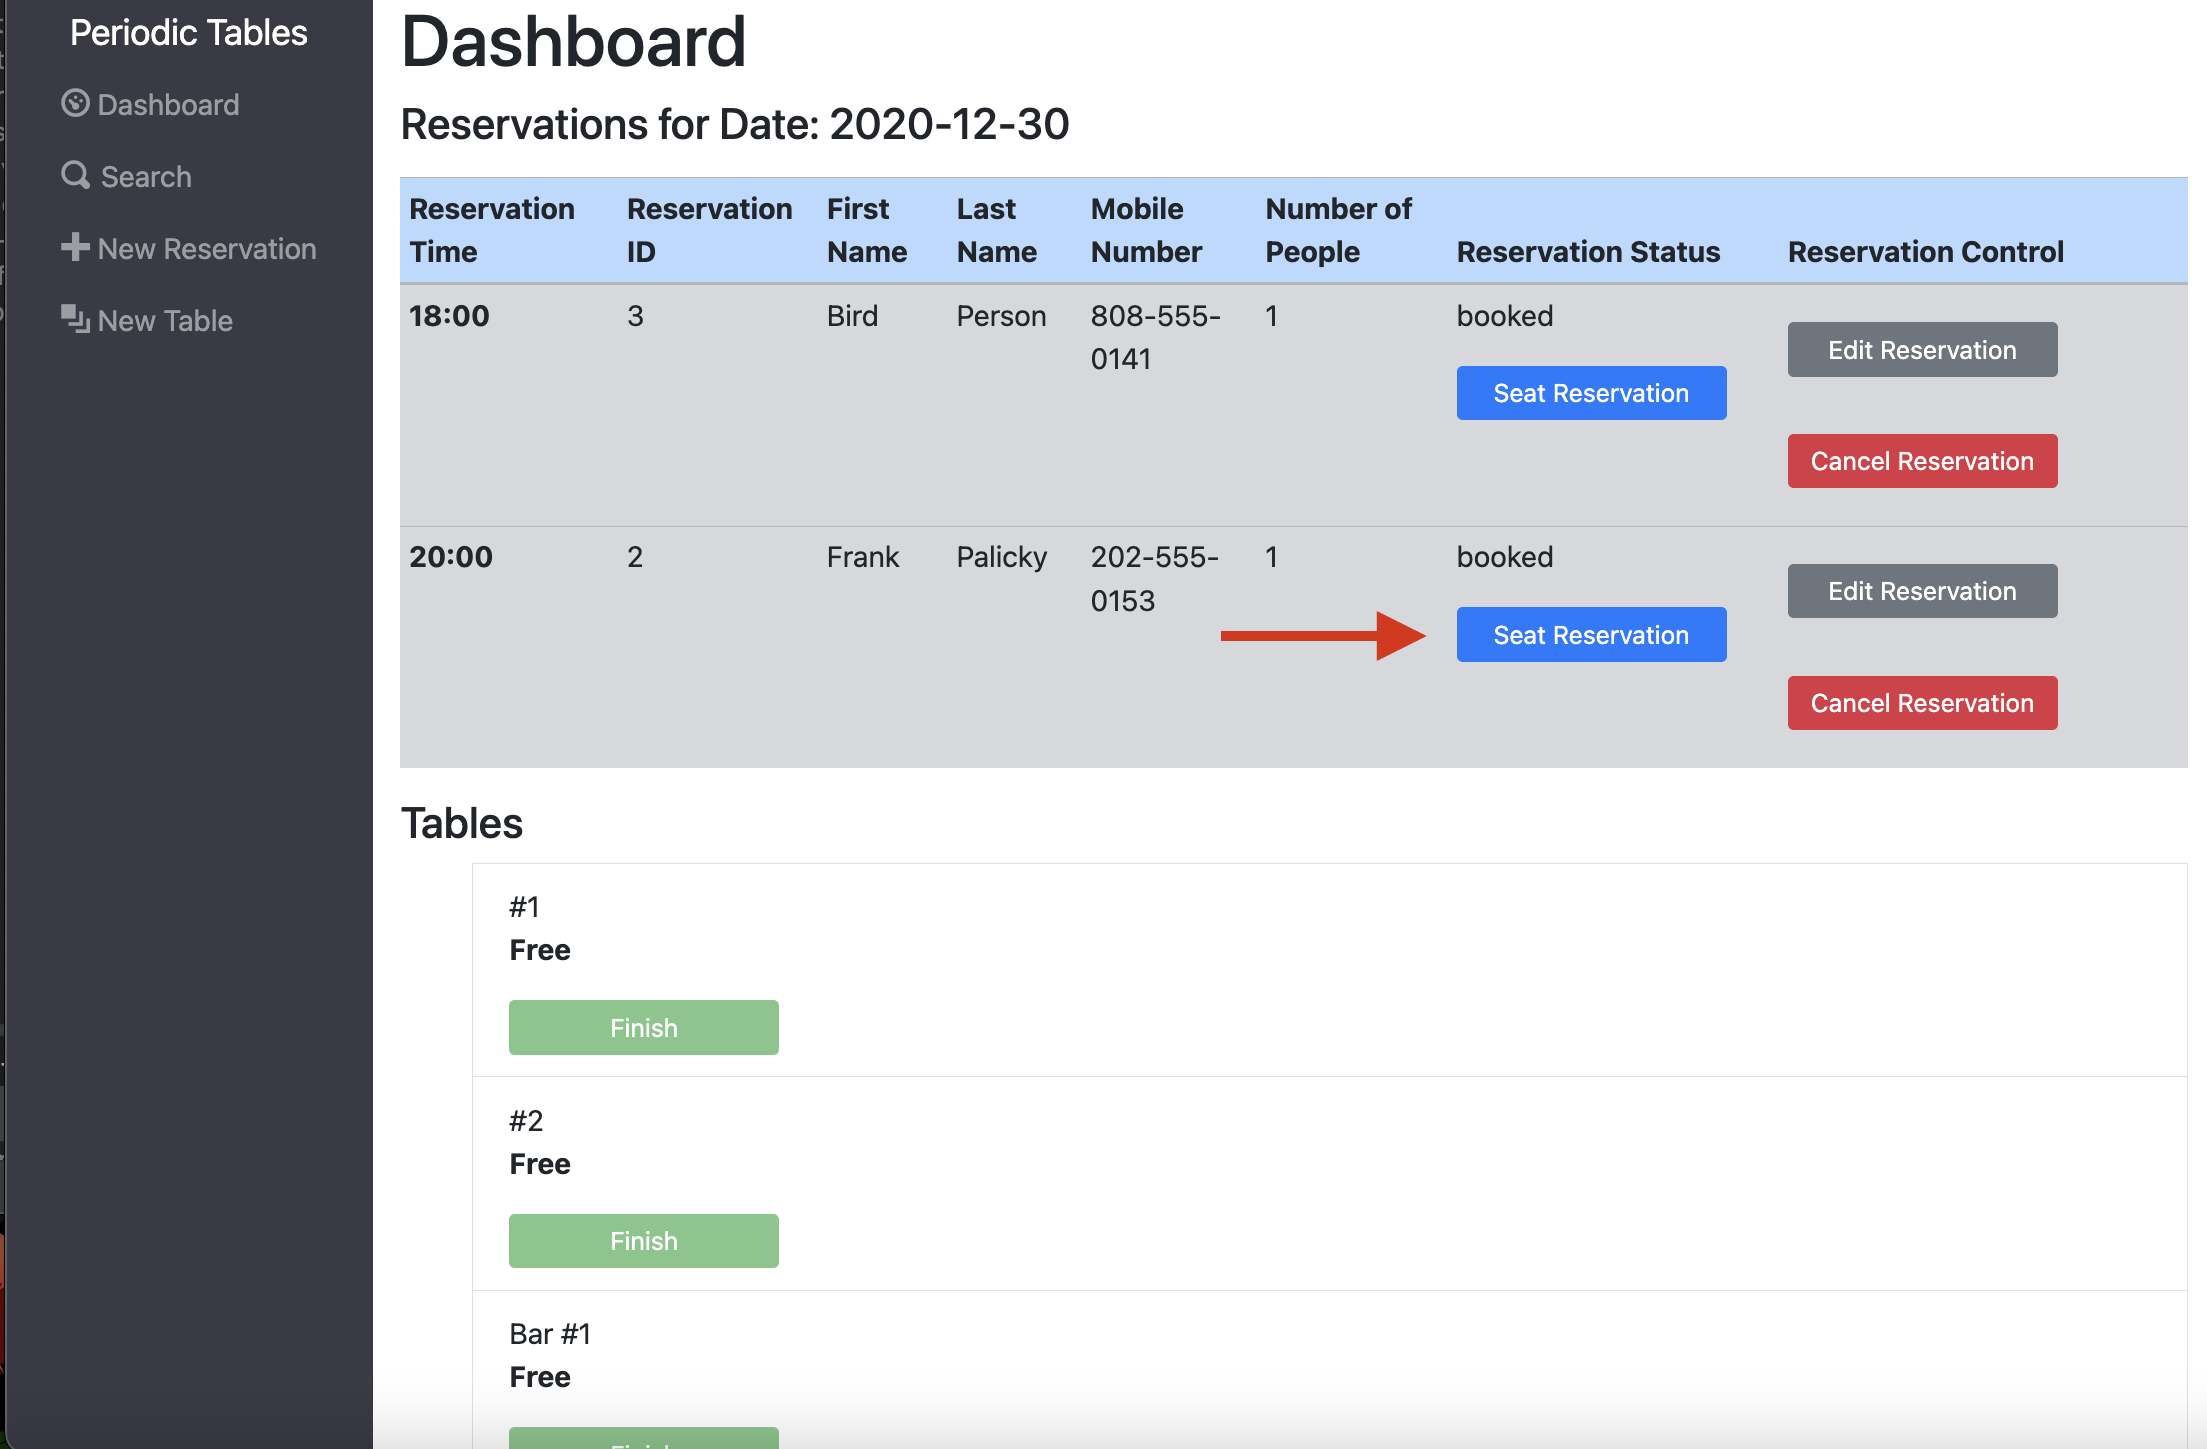 Periodic Tables
Dashboard
Search
New Reservation
New Table
Dashboard
Reservations for Date: 2020-12-30
Reservation Time Reservation ID First Name Last Name Mobile Number Number of People Reservation Status Reservation Control
18:00 3 Bird Person 808-555-0141 1 booked
Seat Reservation
Edit Reservation
Cancel Reservation
20:00 2 Frank Palicky 202-555-0153 1 booked
Seat Reservation
Edit Reservation
Cancel Reservation
Tables
#1
Free
Finish
#2
Free
Finish
Bar #1
Free